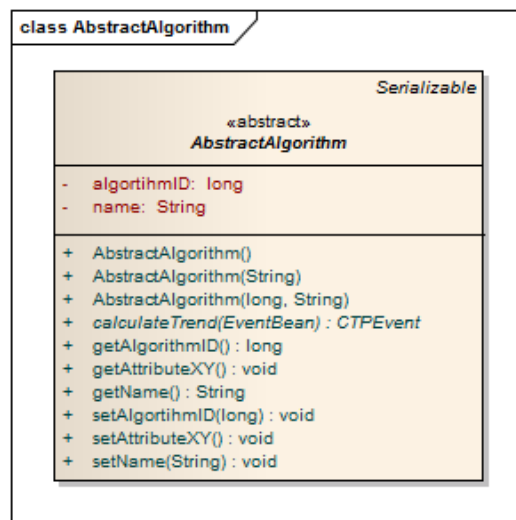 class AbstractAlgorithm
Serializable
«abstract»
AbstractAlgorithm
- algortihmID: long
- name: String
+ AbstractAlgorithm()
+ AbstractAlgorithm(String)
+ AbstractAlgorithm(long, String)
+ calculateTrend(EventBean) : CTPEvent
+ getAlgorithmID() : long
+ getAttributeXY() : void
+ getName() : String
+ setAlgortihmID(long) : void
+ setAttributeXY() : void
+ setName(String) : void